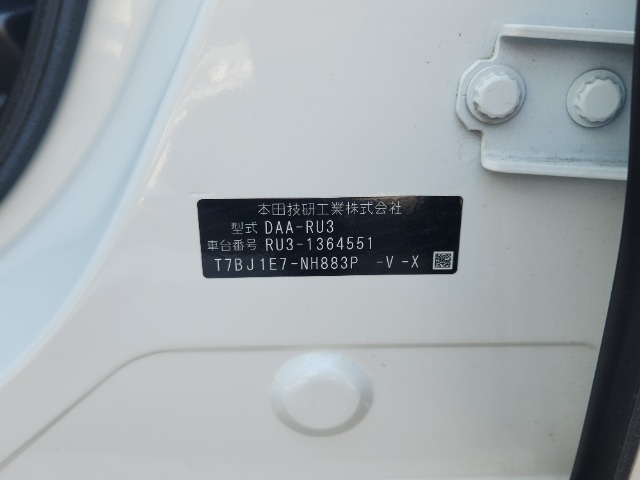 本田技研工業株式会社
型式 DAA-RU3
車台番号 RU3-1364551
T7BJ1E7-NH883P -V -X